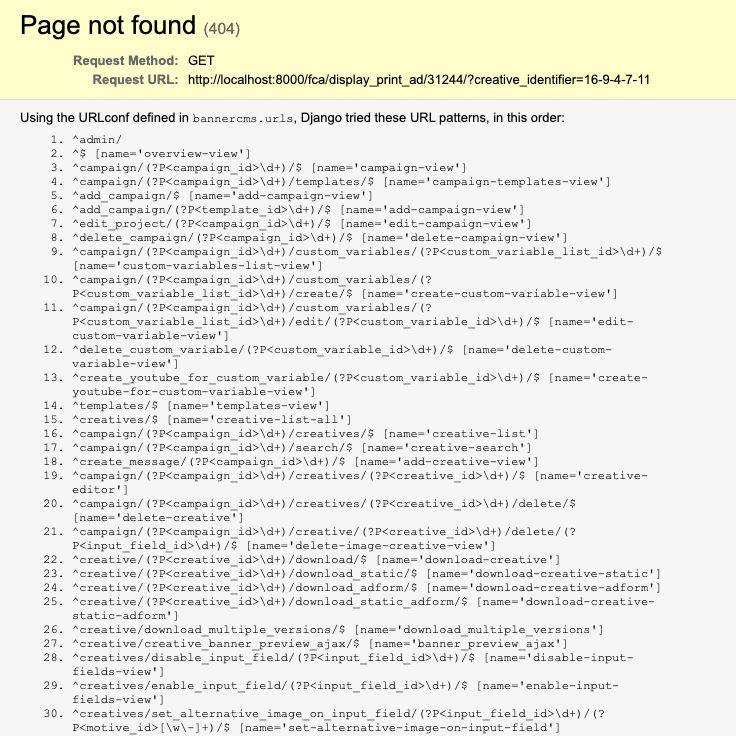 Page not found (404)
Request Method: GET
Request URL: http://localhost:8000/fca/display_print_ad/31244/?creative_identifier=16-9-4-7-11
Using the URLconf defined in bannercms.urls, Django tried these URL patterns, in this order:
1. ^admin/
2. ^$ [name='overview-view']
3. ^campaign/(?P<campaign_id>\d+)/$ [name='campaign-view']
4. ^campaign/(?P<campaign_id>\d+)/templates/$ [name='campaign-templates-view']
5. ^add_campaign/$ [name='add-campaign-view']
6. ^add_campaign/(?P<template_id>\d+)/$ [name='add-campaign-view']
7. ^edit_project/(?P<campaign_id>\d+)/$ [name='edit-campaign-view']
8. ^delete_campaign/(?P<campaign_id>\d+)/$ [name='delete-campaign-view']
9. ^campaign/(?P<campaign_id>\d+)/custom_variables/(?P<custom_variable_list_id>\d+)/$
[name='custom-variables-list-view']
10. ^campaign/(?P<campaign_id>\d+)/custom_variables/(?
P<custom_variable_list_id>\d+)/create/$ [name='create-custom-variable-view']
11. ^campaign/(?P<campaign_id>\d+)/custom_variables/(?
P<custom_variable_list_id>\d+)/edit/(?P<custom_variable_id>\d+)/$ [name='edit-
custom-variable-view']
12. ^delete_custom_variable/(?P<custom_variable_id>\d+)/$ [name='delete-custom-
variable-view']
13. ^create_youtube_for_custom_variable/(?P<custom_variable_id>\d+)/$ [name='create-
youtube-for-custom-variable-view']
14. ^templates/$ [name='templates-view']
15. ^creatives/$ [name='creative-list-all']
16. ^campaign/(?P<campaign_id>\d+)/creatives/$ [name='creative-list']
17. ^campaign/(?P<campaign_id>\d+)/search/$ [name='creative-search']
18. ^create_message/(?P<campaign_id>\d+)/$ [name='add-creative-view']
19. ^campaign/(?P<campaign_id>\d+)/creatives/(?P<creative_id>\d+)/$ [name='creative-
editor']
20. ^campaign/(?P<campaign_id>\d+)/creatives/(?P<creative_id>\d+)/delete/$
[name='delete-creative']
21. ^campaign/(?P<campaign_id>\d+)/creative/(?P<creative_id>\d+)/delete/(?
P<input_field_id>\d+)/$ [name='delete-image-creative-view']
22. ^creative/(?P<creative_id>\d+)/download/$ [name='download-creative']
23. ^creative/(?P<creative_id>\d+)/download_static/$ [name='download-creative-static']
24. ^creative/(?P<creative_id>\d+)/download_adform/$ [name='download-creative-adform']
25. ^creative/(?P<creative_id>\d+)/download_static_adform/$ [name='download-creative-
static-adform']
26. ^creative/download_multiple_versions/$ [name='download_multiple_versions']
27. ^creative/creative_banner_preview_ajax/$ [name='banner_preview_ajax']
28. ^creatives/disable_input_field/(?P<input_field_id>\d+)/$ [name='disable-input-
fields-view']
29. ^creatives/enable_input_field/(?P<input_field_id>\d+)/$ [name='enable-input-
fields-view']
30. ^creatives/set_alternative_image_on_input_field/(?P<input_field_id>\d+)/(?
P<motive_id>[\w\-]+)/$ [name='set-alternative-image-on-input-field']